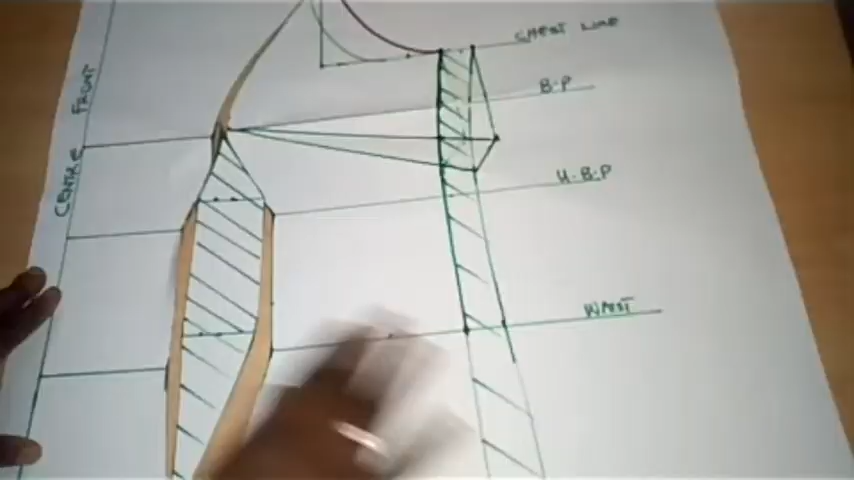 CHEST LINE
B.P
U.B.P
WAIST
CENTRE FRONT